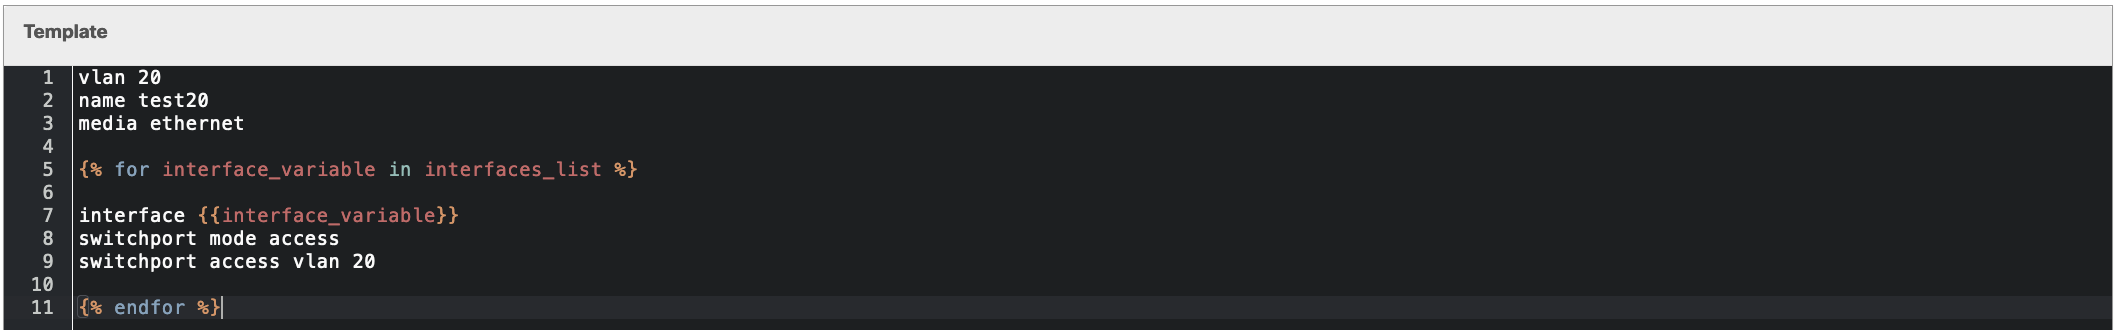 Template
1 vlan 20
2 name test20
3 media ethernet
4
5 {% for interface_variable in interfaces_list %}
6
7 interface {{interface_variable}}
8 switchport mode access
9 switchport access vlan 20
10
11 {% endfor %}